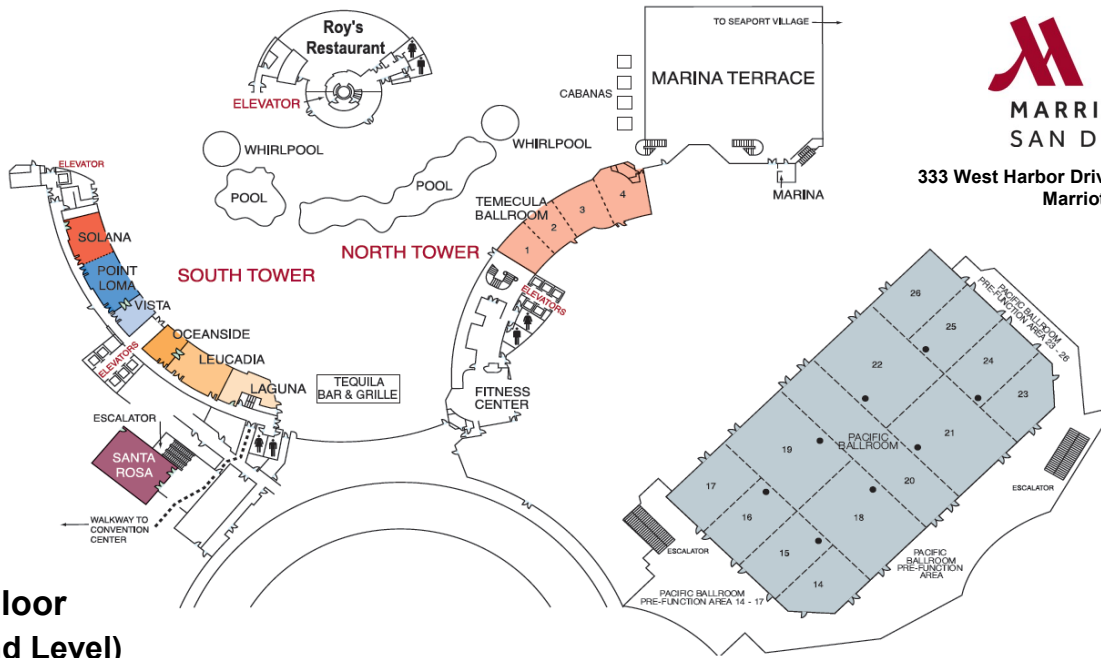 Roy's
Restaurant
ELEVATOR
TO SEAPORT VILLAGE
MARINA TERRACE
CABANAS
MARINA
MARRI
SAN D
333 West Harbor Driv
Marriot
WHIRLPOOL
POOL
WHIRLPOOL
POOL
ELEVATOR
SOLANA
POINT
LOMA
VISTA
SOUTH TOWER
NORTH TOWER
TEMECULA
BALLROOM
1
2
3
4
ELEVATORS
OCEANSIDE
LEUCADIA
LAGUNA
ELEVATORS
TEQUILA
BAR & GRILLE
FITNESS
CENTER
ESCALATOR
SANTA
ROSA
WALKWAY TO
CONVENTION
CENTER
PACIFIC BALLROOM
PRE-FUNCTION AREA 23 - 26
26
25
24
23
22
21
PACIFIC
BALLROOM
20
19
18
17
16
15
14
ESCALATOR
ESCALATOR
PACIFIC
BALLROOM
PRE-FUNCTION
AREA
PACIFIC BALLROOM
PRE-FUNCTION AREA 14 - 17
loor
d Level)